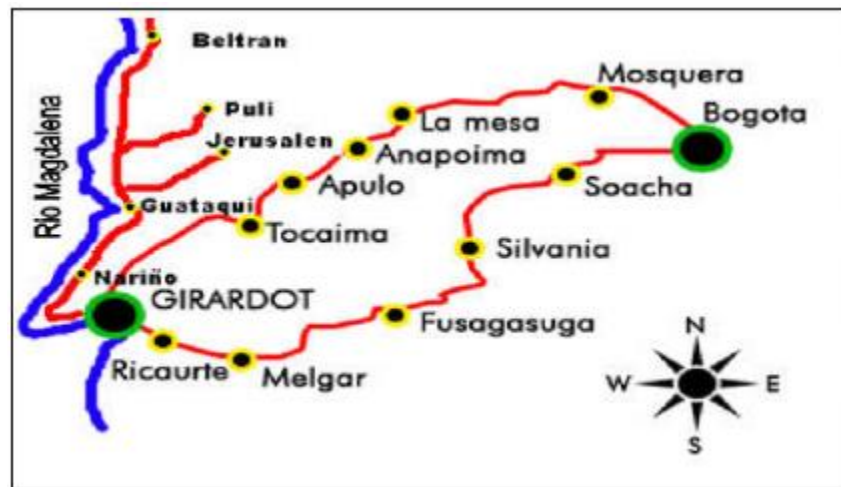 Beltran
Mosquera
Puli
La mesa
Bogota
Jerusalen
Anapoima
Apulo
Soacha
Rio Magdalena
Guataqui
Tocaima
Silvania
Nariño
GIRARDOT
Fusagasuga
N
Ricaurte
Melgar
W
E
S